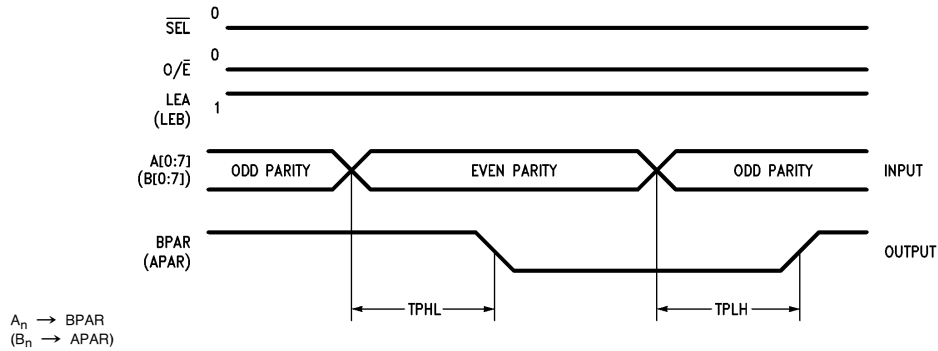 S̅E̅L̅ 0
O/E̅ 0
LEA
(LEB) 1
A[0:7]
(B[0:7])
ODD PARITY EVEN PARITY ODD PARITY INPUT
BPAR
(APAR)
OUTPUT
TPHL TPLH
Aₙ → BPAR
(Bₙ → APAR)